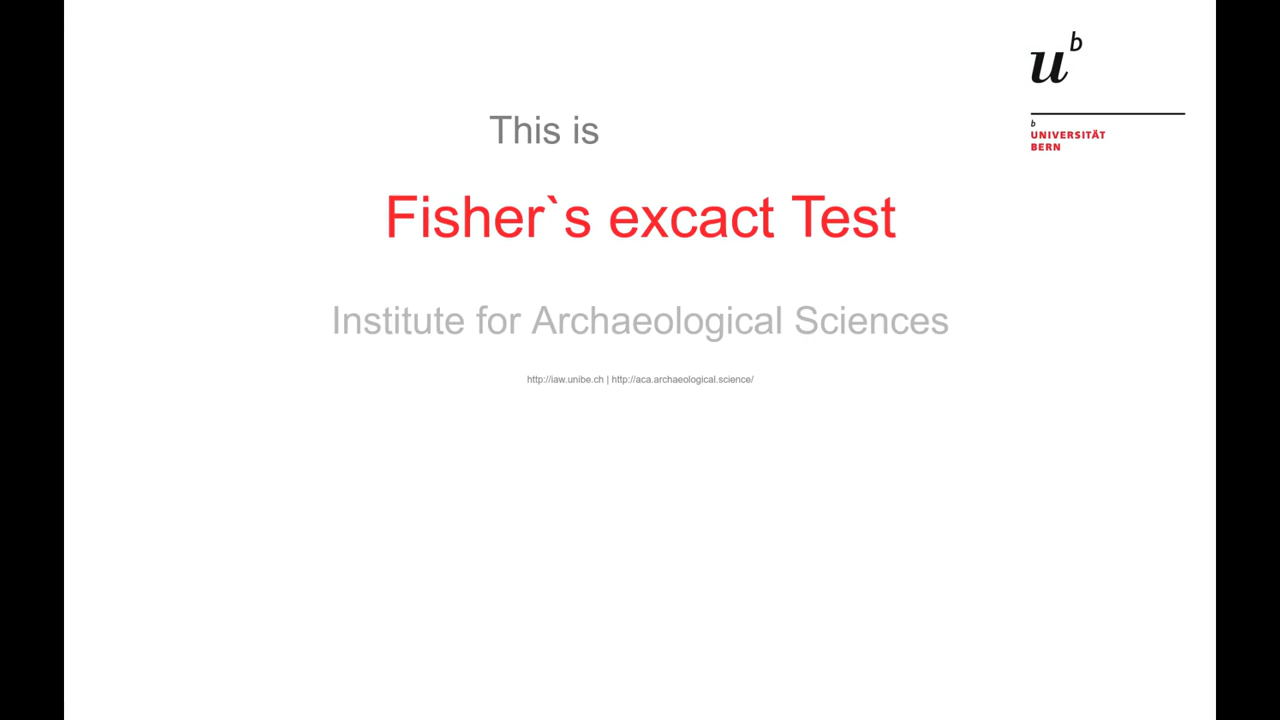 u^b
This is
b
UNIVERSITÄT
BERN
Fisher`s excact Test
Institute for Archaeological Sciences
http://iaw.unibe.ch | http://aca.archaeological.science/